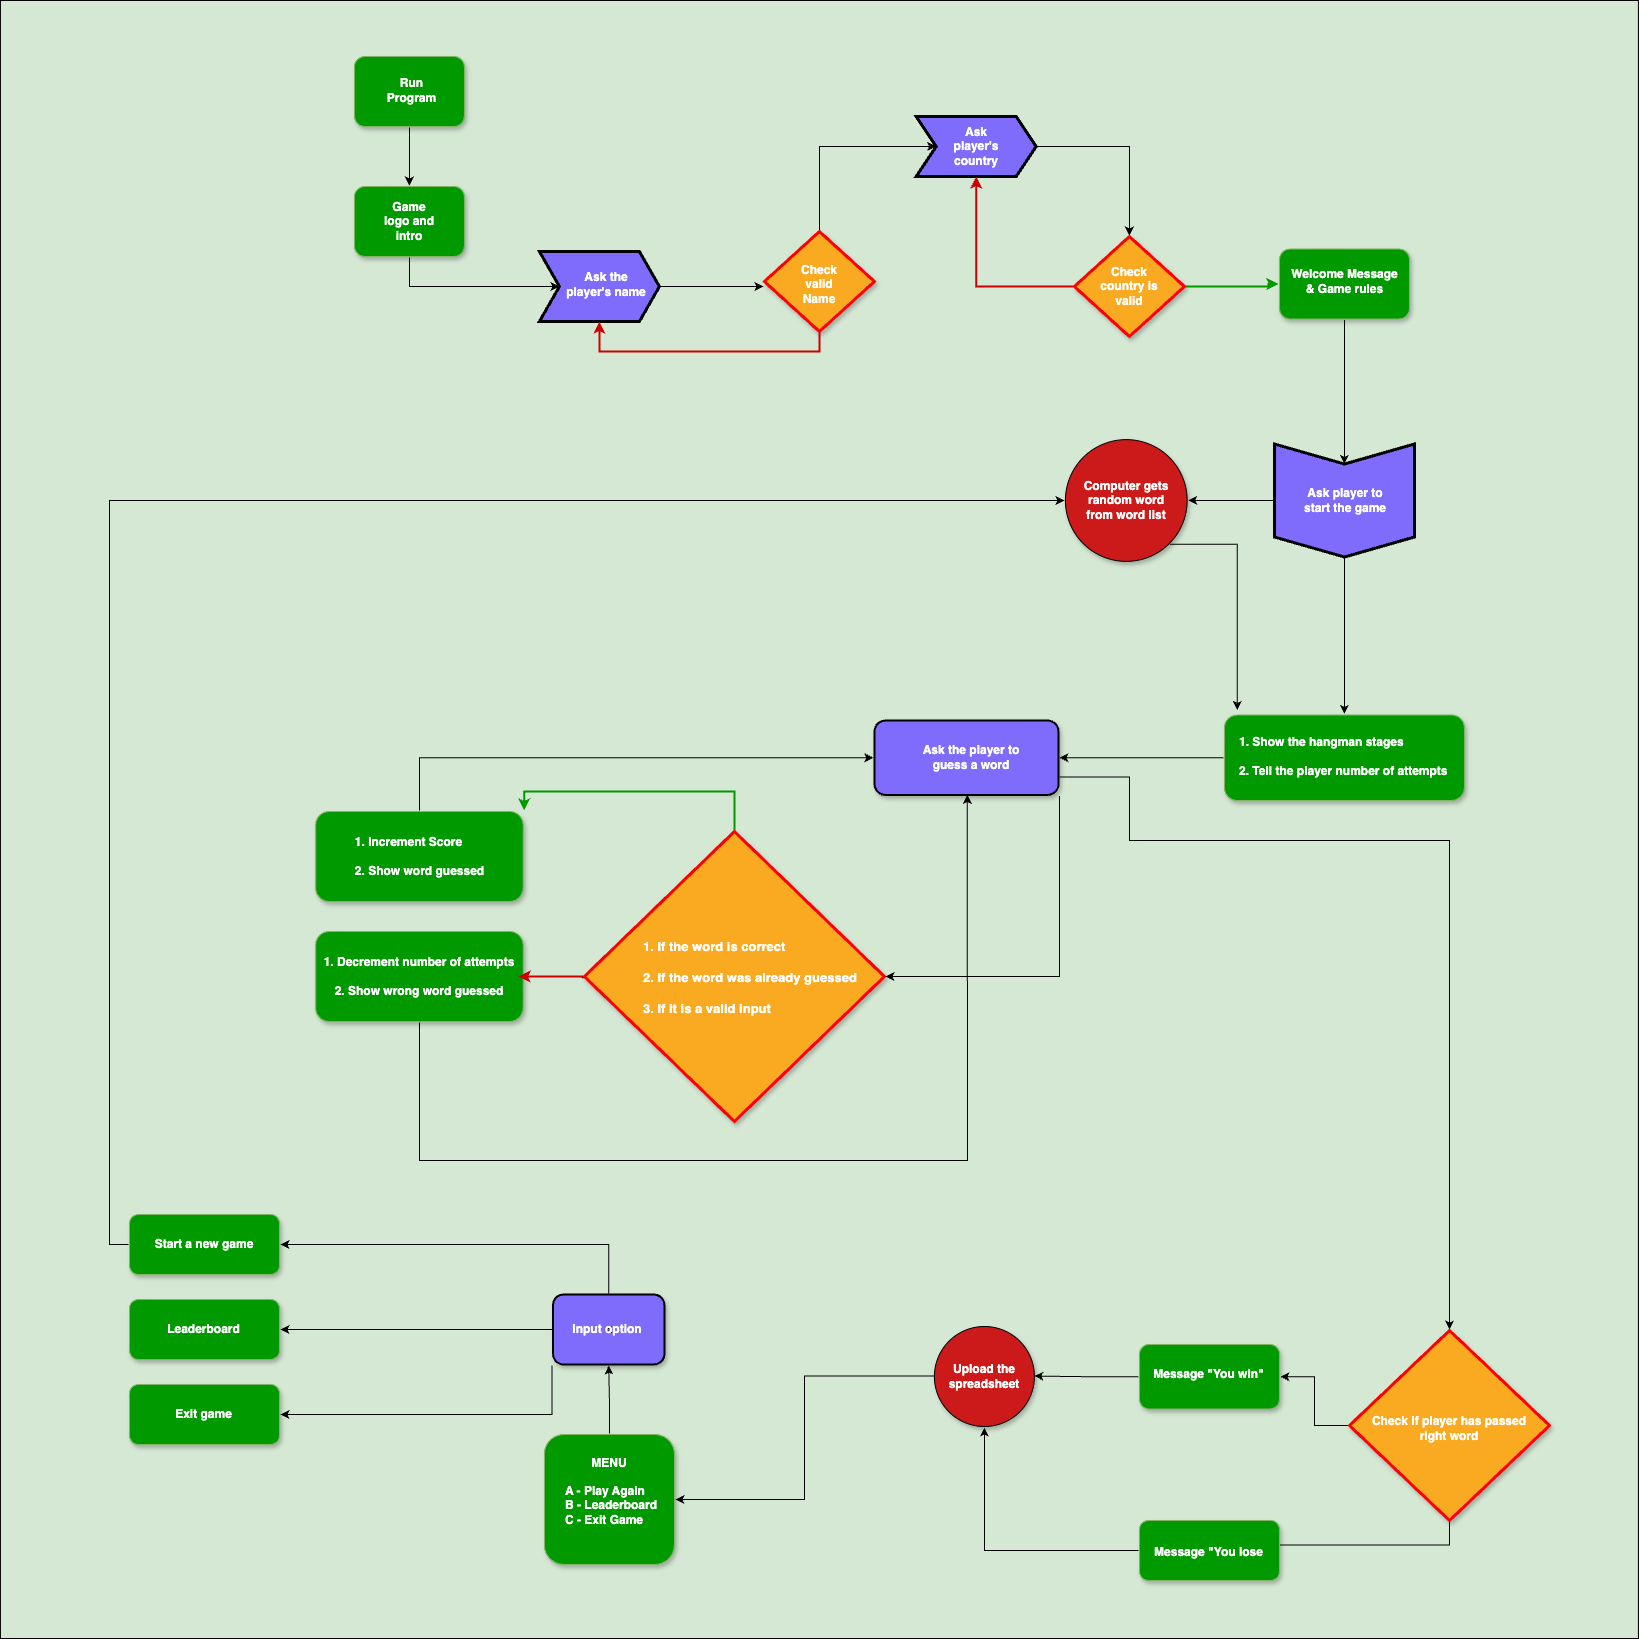 Run
Program
Game
logo and
intro
Ask the
player's name
Check
valid
Name
Ask
player's
country
Check
country is
valid
Welcome Message
& Game rules
Ask player to
start the game
Computer gets
random word
from word list
1. Show the hangman stages
2. Tell the player number of attempts
Ask the player to
guess a word
1. Increment Score
2. Show word guessed
1. Decrement number of attempts
2. Show wrong word guessed
1. If the word is correct
2. If the word was already guessed
3. If it is a valid input
Start a new game
Leaderboard
Exit game
Input option
MENU
A - Play Again
B - Leaderboard
C - Exit Game
Upload the
spreadsheet
Message "You win"
Message "You lose
Check if player has passed
right word